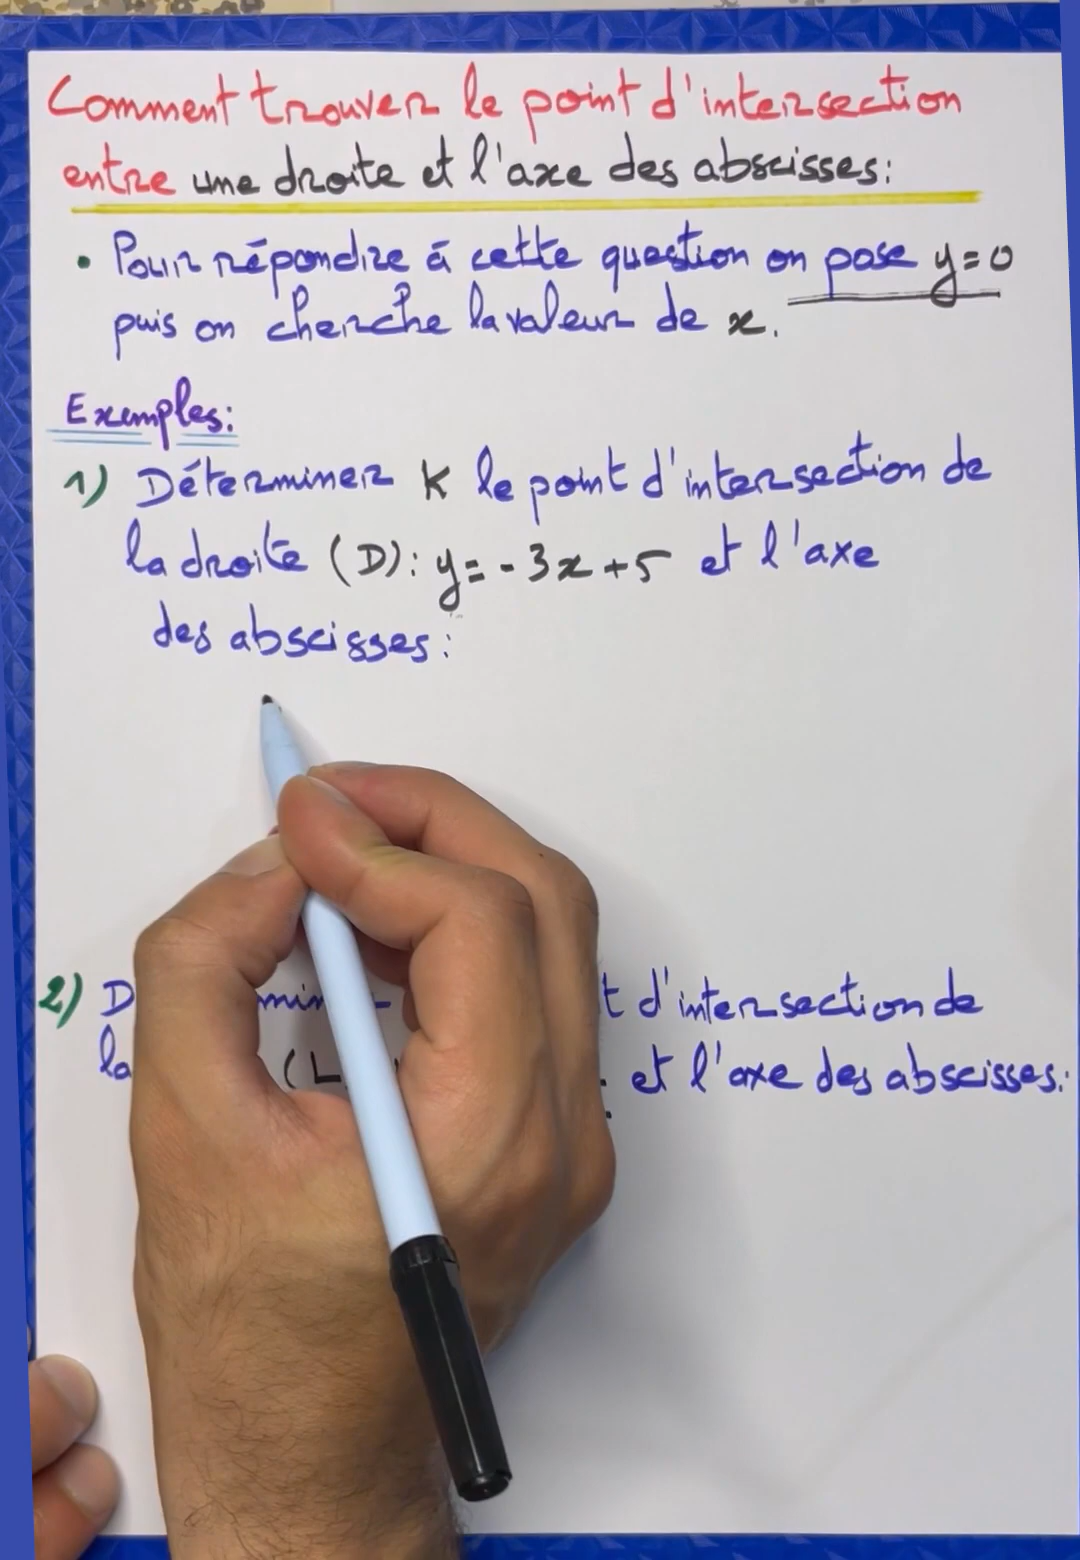 Comment trouver le point d'intersection
entre une droite et l'axe des abscisses:
• Pour répondre à cette question on pose y=0
puis on cherche la valeur de x.
Exemples:
1) Déterminer K le point d'intersection de
la droite (D): y=-3x+5 et l'axe
des abscisses:
2) d'intersection de
la (L et l'axe des abscisses: